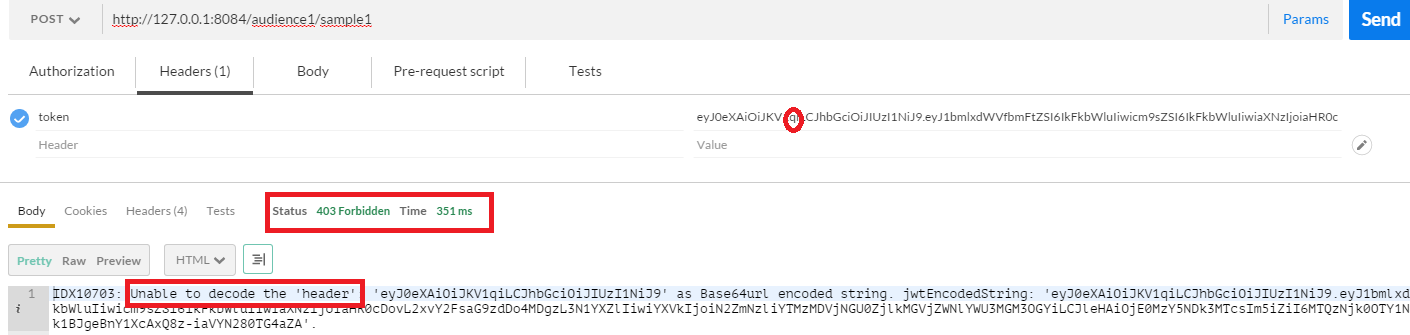 POST http://127.0.0.1:8084/audience1/sample1 Params Send
Authorization Headers (1) Body Pre-request script Tests
token eyJ0eXAiOiJKV1qiLCJhbGciOiJIUzI1NiJ9.eyJ1bmlxdWVfbmFtZSI6IkFkbWluIiwicm9sZSI6IkFkbWluIiwiaXNzIjoiaHR0c
Header Value
Body Cookies Headers (4) Tests Status 403 Forbidden Time 351 ms
Pretty Raw Preview HTML
i 1 IDX10703: Unable to decode the 'header' 'eyJ0eXAiOiJKV1qiLCJhbGciOiJIUzI1NiJ9' as Base64url encoded string. jwtEncodedString: 'eyJ0eXAiOiJKV1qiLCJhbGciOiJIUzI1NiJ9.eyJ1bmlxd
kbWluIiwicm9sZSI6IkFkbWluIiwiaXNzIjoiaHR0cDovL2xvY2FsaG9zdDo4MDgzL3N1YXZlIiwiYXVkIjoiN2ZmNzliYTMzMDVjNGU0ZjlkMGVjZWNlYWU3MGM3OGYiLCJleHAiOjE0MzY5NDk3MTcsIm5iZiI6MTQzNjk0OTY1N
k1BJgeBnY1XcAxQ8z-iaVYN280TG4aZA'.